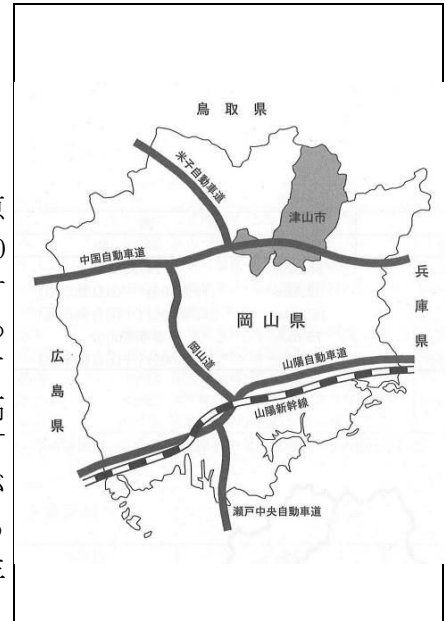 鳥取県
米子自動車道
津山市
中国自動車道
兵庫県
岡山県
岡山道
山陽自動車道
広島県
山陽新幹線
瀬戸中央自動車道